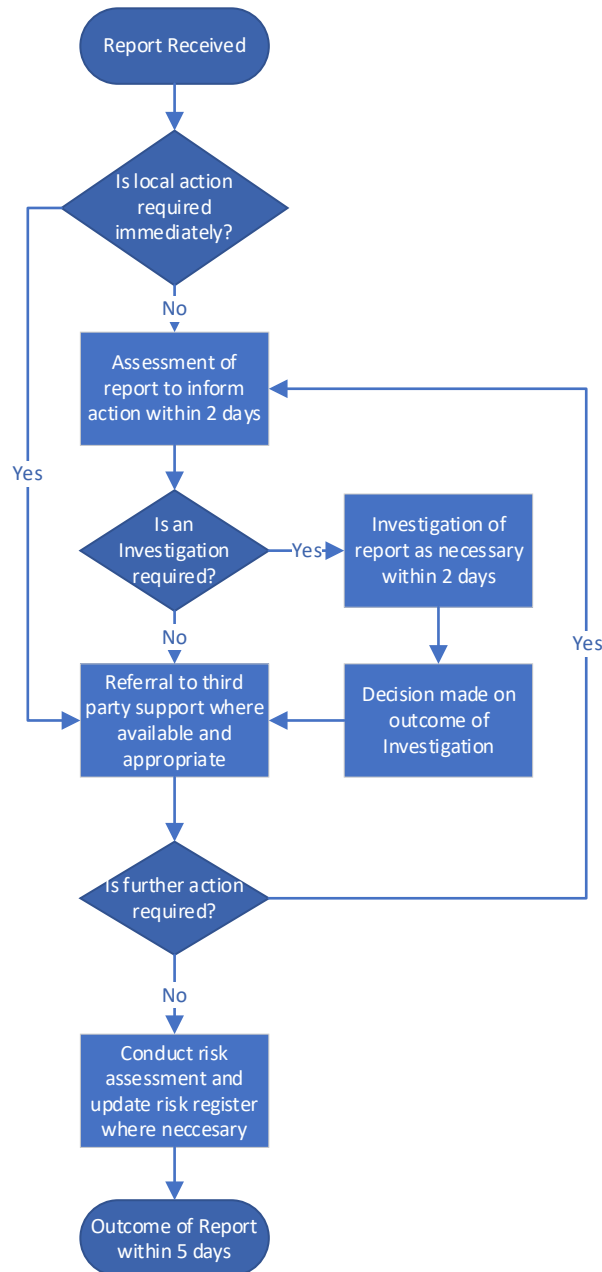 Report Received
Is local action
required
immediately?
No
Assessment of
report to inform
action within 2 days
Yes
Is an
Investigation
required?
Yes
Investigation of
report as necessary
within 2 days
Yes
No
Referral to third
party support where
available and
appropriate
Decision made on
outcome of
Investigation
Is further action
required?
No
Conduct risk
assessment and
update risk register
where neccesary
Outcome of Report
within 5 days